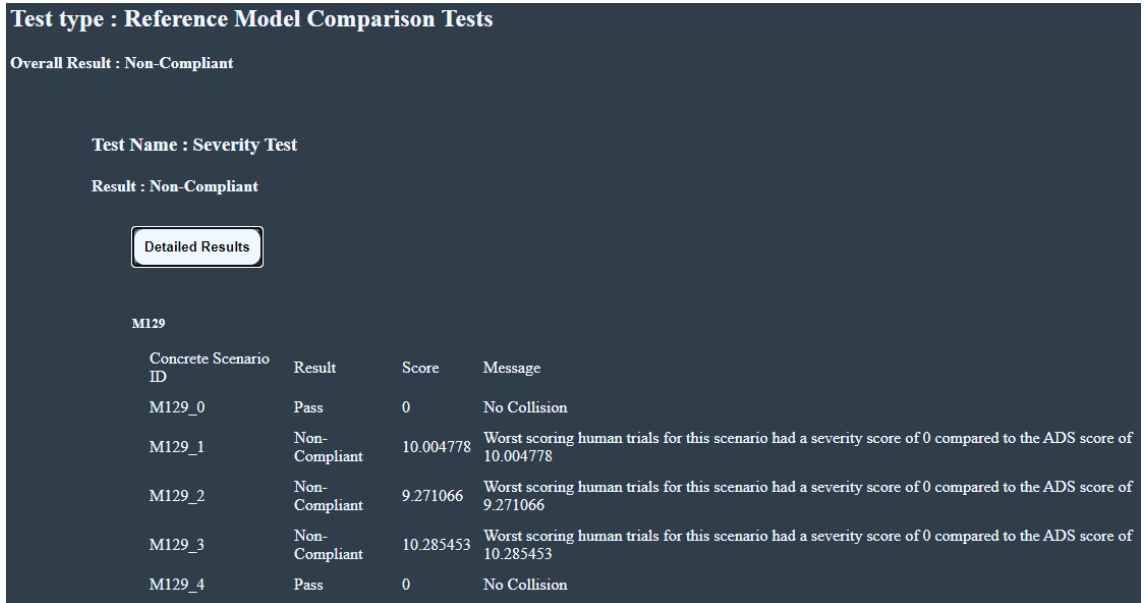 Test type : Reference Model Comparison Tests
Overall Result : Non-Compliant
Test Name : Severity Test
Result : Non-Compliant
Detailed Results
M129
Concrete Scenario ID Result Score Message
M129_0 Pass 0 No Collision
M129_1 Non-Compliant 10.004778 Worst scoring human trials for this scenario had a severity score of 0 compared to the ADS score of 10.004778
M129_2 Non-Compliant 9.271066 Worst scoring human trials for this scenario had a severity score of 0 compared to the ADS score of 9.271066
M129_3 Non-Compliant 10.285453 Worst scoring human trials for this scenario had a severity score of 0 compared to the ADS score of 10.285453
M129_4 Pass 0 No Collision